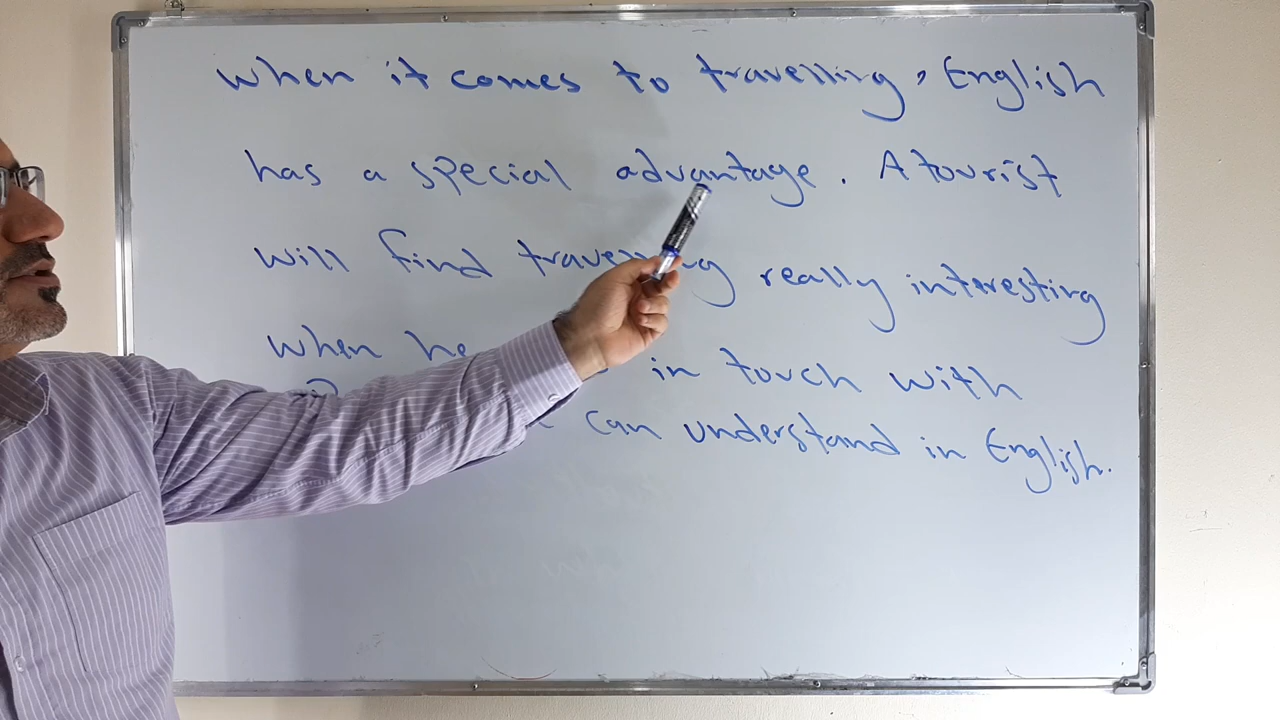 When it comes to travelling, English
has a special advantage. A tourist
will find travelling really interesting
when he in touch with
can understand in English.